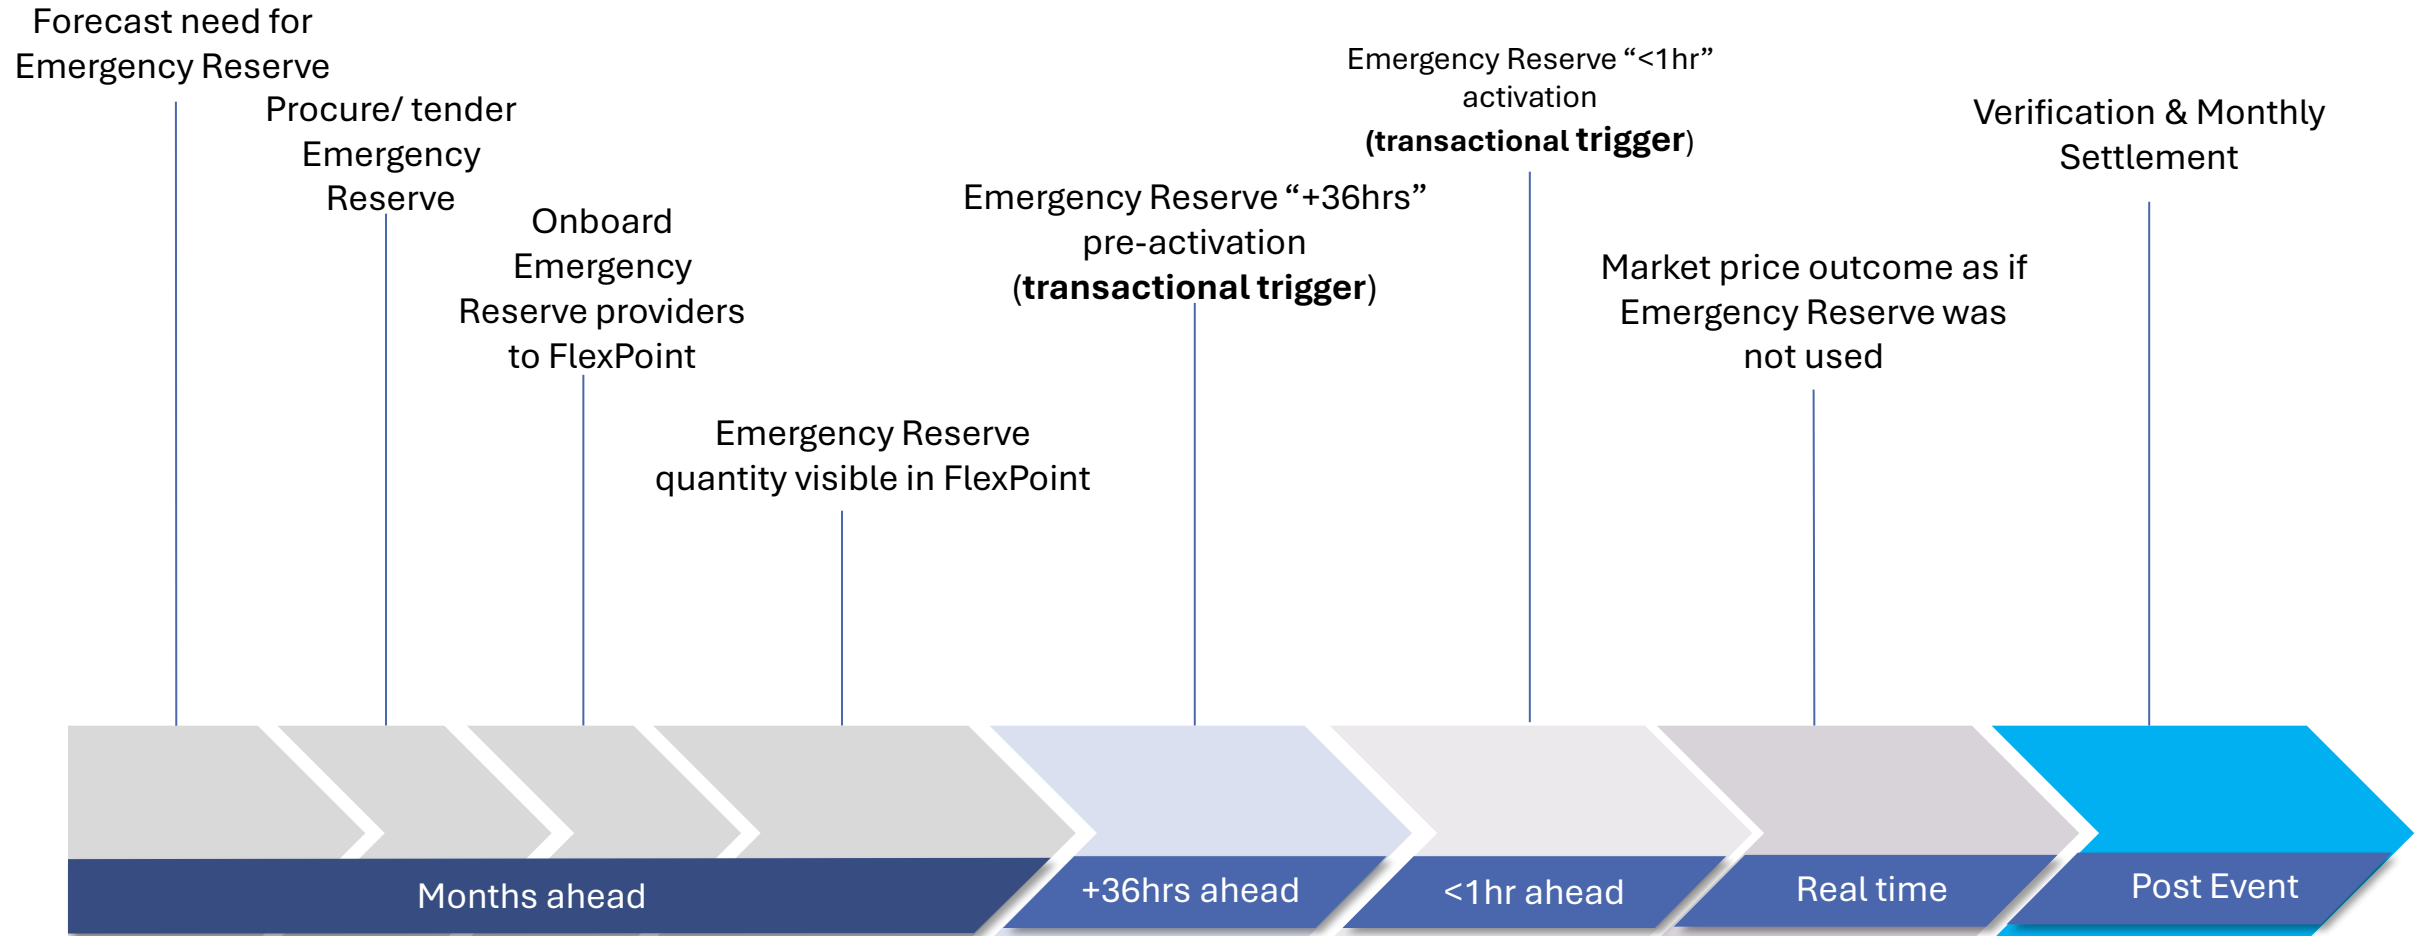 Forecast need for
Emergency Reserve
Procure/ tender
Emergency
Reserve
Onboard
Emergency
Reserve providers
to FlexPoint
Emergency Reserve
quantity visible in FlexPoint
Emergency Reserve “+36hrs”
pre-activation
(transactional trigger)
Emergency Reserve “<1hr”
activation
(transactional trigger)
Market price outcome as if
Emergency Reserve was
not used
Verification & Monthly
Settlement
Months ahead
+36hrs ahead
<1hr ahead
Real time
Post Event